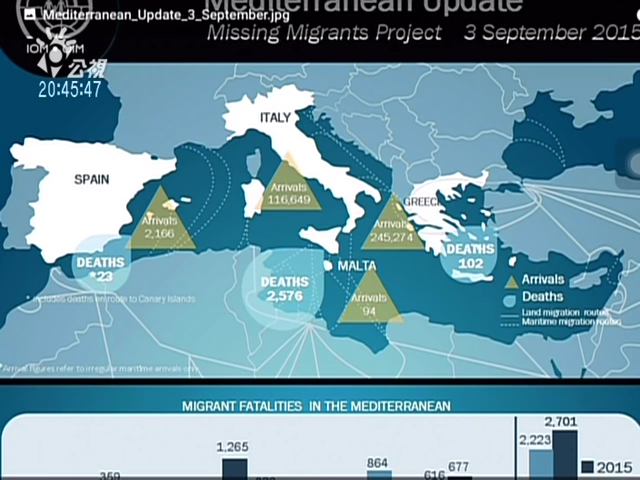 Mediterranean_Update_3_September.jpg
Mediterranean Update
Missing Migrants Project 3 September 2015
IOM OIM
公視
20:45:47
ITALY
SPAIN
Arrivals
116,649
Arrivals
2,166
GREECE
Arrivals
245,274
DEATHS
*23
DEATHS
102
MALTA
DEATHS
2,576
Arrivals
94
* includes deaths en route to Canary Islands
Arrivals
Deaths
Land migration routes
Maritime migration routes
*Arrival figures refer to irregular maritime arrivals only
MIGRANT FATALITIES IN THE MEDITERRANEAN
2,701
2,223
1,265
864
677
616
359
2015